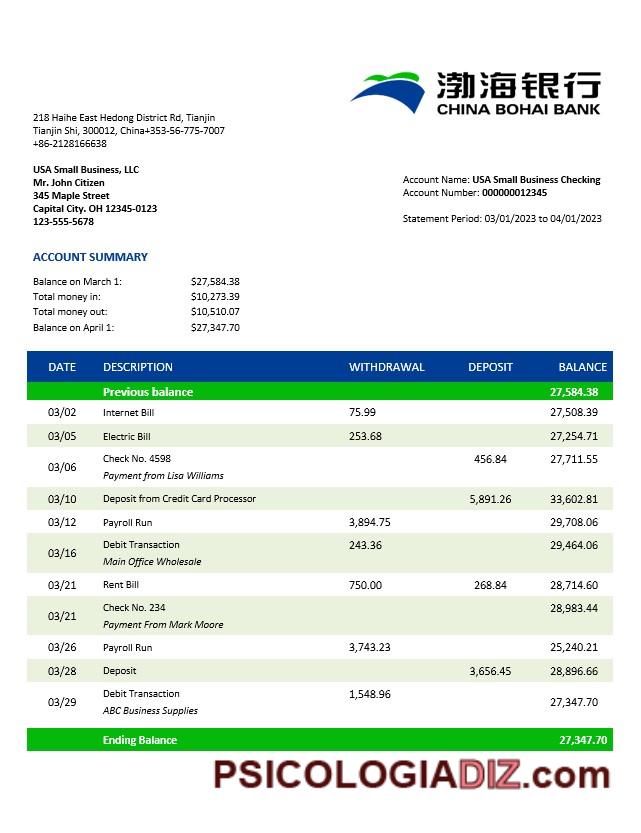 渤海银行
CHINA BOHAI BANK
218 Haihe East Hedong District Rd, Tianjin
Tianjin Shi, 300012, China+353-56-775-7007
+86-2128166638
USA Small Business, LLC
Mr. John Citizen
345 Maple Street
Capital City. OH 12345-0123
123-555-5678
Account Name: USA Small Business Checking
Account Number: 000000012345
Statement Period: 03/01/2023 to 04/01/2023
ACCOUNT SUMMARY
Balance on March 1: $27,584.38
Total money in: $10,273.39
Total money out: $10,510.07
Balance on April 1: $27,347.70
DATE DESCRIPTION WITHDRAWAL DEPOSIT BALANCE
Previous balance 27,584.38
03/02 Internet Bill 75.99 27,508.39
03/05 Electric Bill 253.68 27,254.71
03/06 Check No. 4598 456.84 27,711.55
Payment from Lisa Williams
03/10 Deposit from Credit Card Processor 5,891.26 33,602.81
03/12 Payroll Run 3,894.75 29,708.06
03/16 Debit Transaction 243.36 29,464.06
Main Office Wholesale
03/21 Rent Bill 750.00 268.84 28,714.60
03/21 Check No. 234 28,983.44
Payment From Mark Moore
03/26 Payroll Run 3,743.23 25,240.21
03/28 Deposit 3,656.45 28,896.66
03/29 Debit Transaction 1,548.96 27,347.70
ABC Business Supplies
Ending Balance 27,347.70
PSICOLOGIADIZ.com